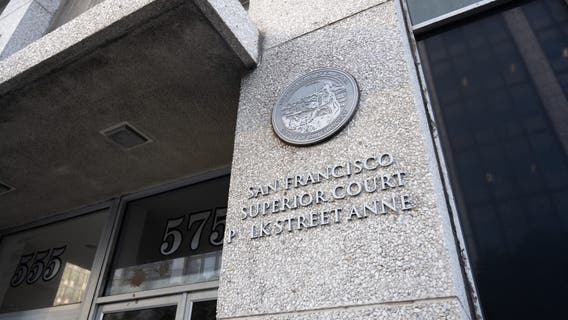 555
575
SAN FRANCISCO
SUPERIOR COURT
P LK STREET ANNE